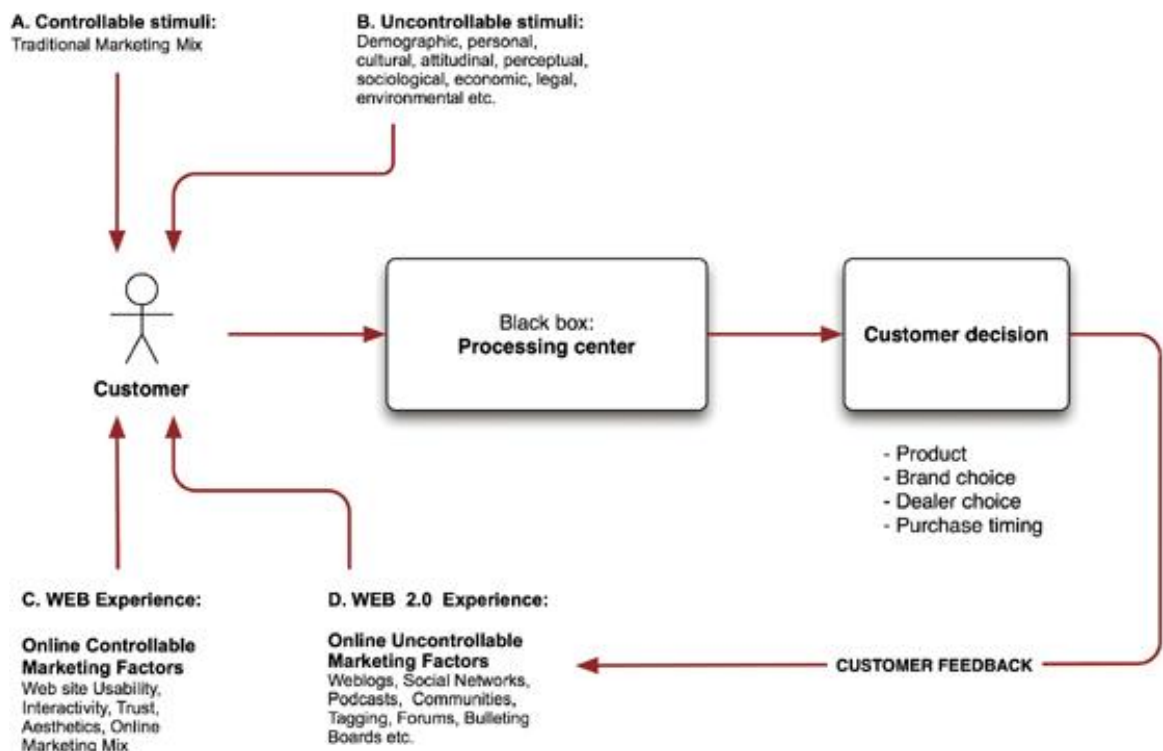 A. Controllable stimuli:
Traditional Marketing Mix
B. Uncontrollable stimuli:
Demographic, personal,
cultural, attitudinal, perceptual,
sociological, economic, legal,
environmental etc.
Customer
Black box:
Processing center
Customer decision
- Product
- Brand choice
- Dealer choice
- Purchase timing
C. WEB Experience:
Online Controllable
Marketing Factors
Web site Usability,
Interactivity, Trust,
Aesthetics, Online
Marketing Mix
D. WEB 2.0 Experience:
Online Uncontrollable
Marketing Factors
Weblogs, Social Networks,
Podcasts, Communities,
Tagging, Forums, Bulleting
Boards etc.
CUSTOMER FEEDBACK